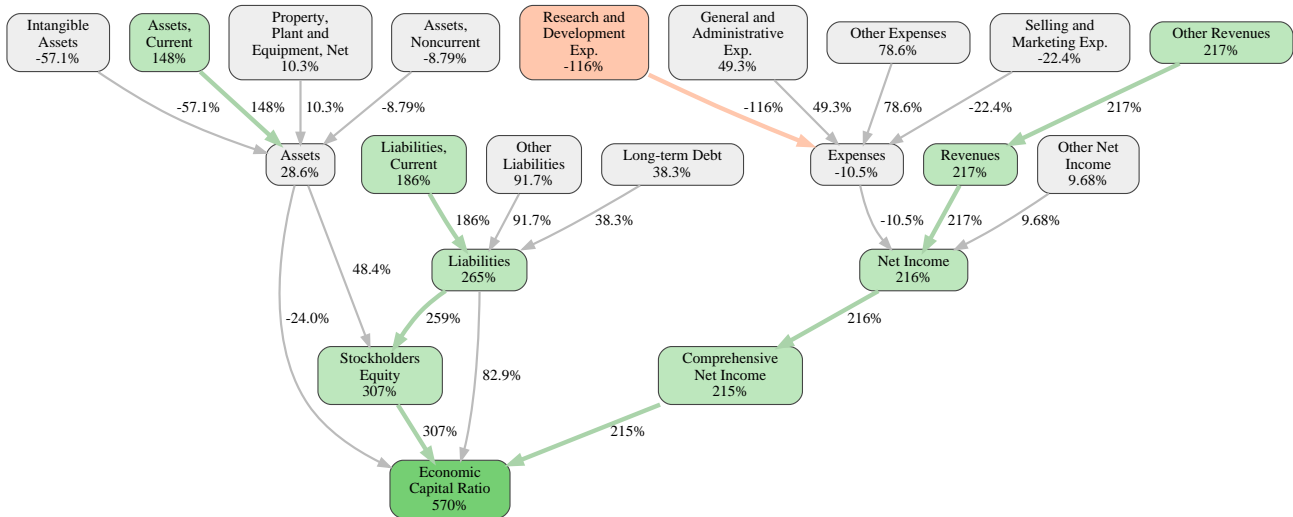 Intangible
Assets
-57.1%
Assets,
Current
148%
Property,
Plant and
Equipment, Net
10.3%
Assets,
Noncurrent
-8.79%
Research and
Development
Exp.
-116%
General and
Administrative
Exp.
49.3%
Other Expenses
78.6%
Selling and
Marketing Exp.
-22.4%
Other Revenues
217%
-57.1%
148%
10.3%
-8.79%
-116%
49.3%
78.6%
-22.4%
217%
Assets
28.6%
Liabilities,
Current
186%
Other
Liabilities
91.7%
Long-term Debt
38.3%
Expenses
-10.5%
Revenues
217%
Other Net
Income
9.68%
186%
91.7%
38.3%
-10.5%
217%
9.68%
Liabilities
265%
Net Income
216%
48.4%
-24.0%
259%
216%
Stockholders
Equity
307%
82.9%
Comprehensive
Net Income
215%
307%
215%
Economic
Capital Ratio
570%